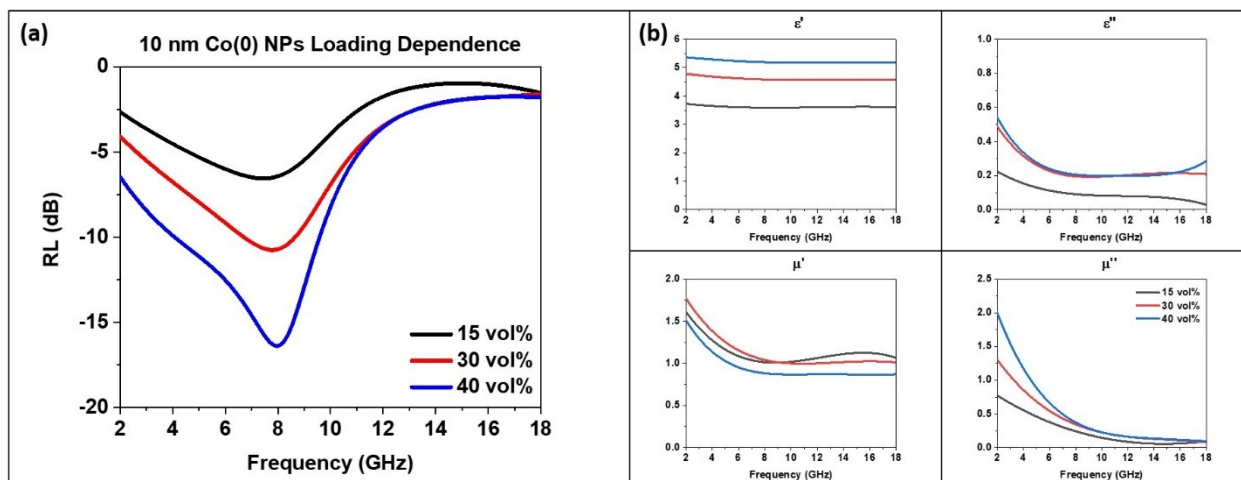 (a)
10 nm Co(0) NPs Loading Dependence
0
-5
-10
-15
-20
RL (dB)
2 4 6 8 10 12 14 16 18
Frequency (GHz)
15 vol%
30 vol%
40 vol%
(b)
ε'
6
5
4
3
2
1
0
2 4 6 8 10 12 14 16 18
Frequency (GHz)
ε''
1.0
0.8
0.6
0.4
0.2
0.0
2 4 6 8 10 12 14 16 18
Frequency (GHz)
μ'
2.0
1.5
1.0
0.5
0.0
2 4 6 8 10 12 14 16 18
Frequency (GHz)
μ''
2.5
2.0
1.5
1.0
0.5
0.0
15 vol%
30 vol%
40 vol%
2 4 6 8 10 12 14 16 18
Frequency (GHz)